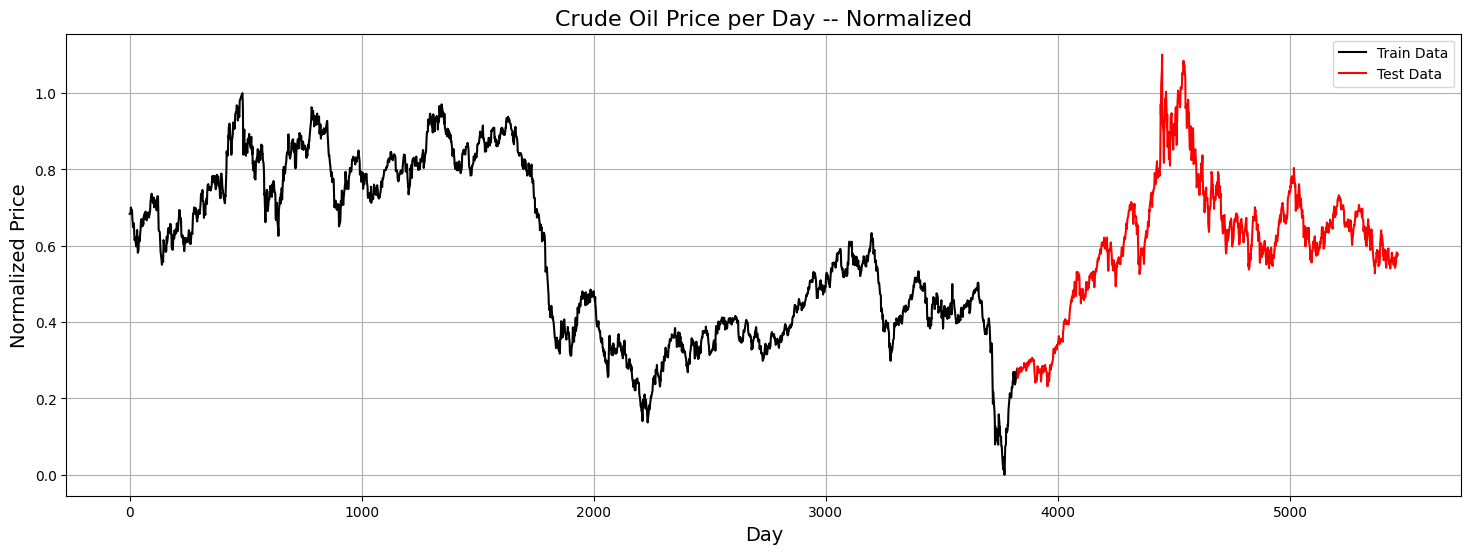 Crude Oil Price per Day -- Normalized
Train Data
Test Data
Normalized Price
1.0
0.8
0.6
0.4
0.2
0.0
0 1000 2000 3000 4000 5000
Day